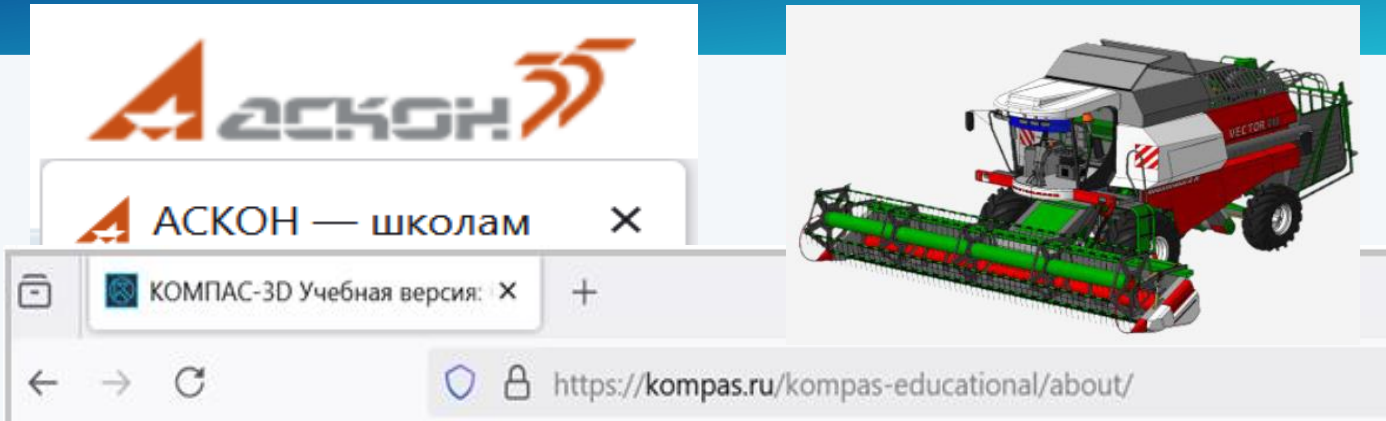 АСКОН 35
АСКОН — школам
VECTOR
КОМПАС-3D Учебная версия:
https://kompas.ru/kompas-educational/about/